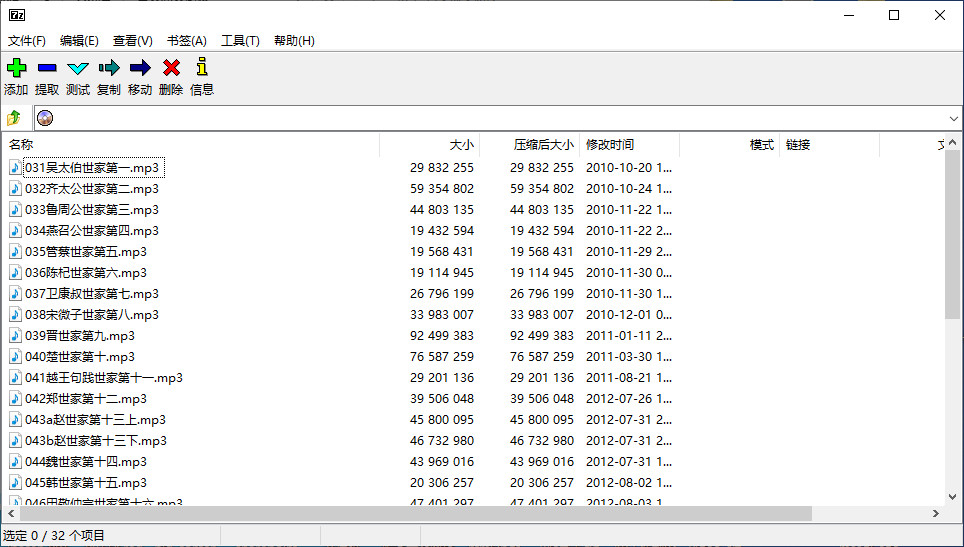 7z
文件(F) 编辑(E) 查看(V) 书签(A) 工具(T) 帮助(H)
添加 提取 测试 复制 移动 删除 信息
名称 大小 压缩后大小 修改时间 模式 链接
031吴太伯世家第一.mp3 29 832 255 29 832 255 2010-10-20 1...
032齐太公世家第二.mp3 59 354 802 59 354 802 2010-10-24 1...
033鲁周公世家第三.mp3 44 803 135 44 803 135 2010-11-22 1...
034燕召公世家第四.mp3 19 432 594 19 432 594 2010-11-22 2...
035管蔡世家第五.mp3 19 568 431 19 568 431 2010-11-29 2...
036陈杞世家第六.mp3 19 114 945 19 114 945 2010-11-30 0...
037卫康叔世家第七.mp3 26 796 199 26 796 199 2010-11-30 1...
038宋微子世家第八.mp3 33 983 007 33 983 007 2010-12-01 0...
039晋世家第九.mp3 92 499 383 92 499 383 2011-01-11 2...
040楚世家第十.mp3 76 587 259 76 587 259 2011-03-30 1...
041越王句践世家第十一.mp3 29 201 136 29 201 136 2011-08-21 1...
042郑世家第十二.mp3 39 506 048 39 506 048 2012-07-26 1...
043a赵世家第十三上.mp3 45 800 095 45 800 095 2012-07-31 2...
043b赵世家第十三下.mp3 46 732 980 46 732 980 2012-07-31 2...
044魏世家第十四.mp3 43 969 016 43 969 016 2012-07-31 1...
045韩世家第十五.mp3 20 306 257 20 306 257 2012-08-02 1...
046田敬仲完世家第十六.mp3 47 401 297 47 401 297 2012-08-03 1...
选定 0 / 32 个项目